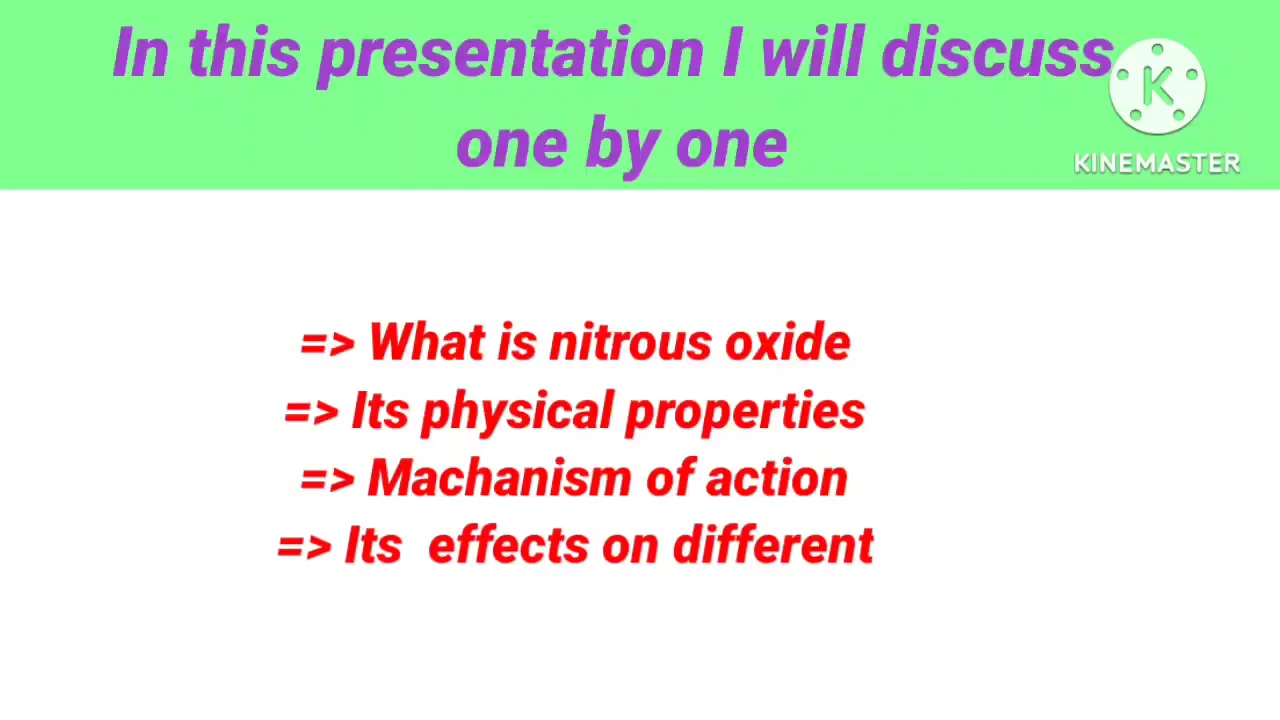 In this presentation I will discuss
one by one
K
KINEMASTER
=> What is nitrous oxide
=> Its physical properties
=> Machanism of action
=> Its  effects on different